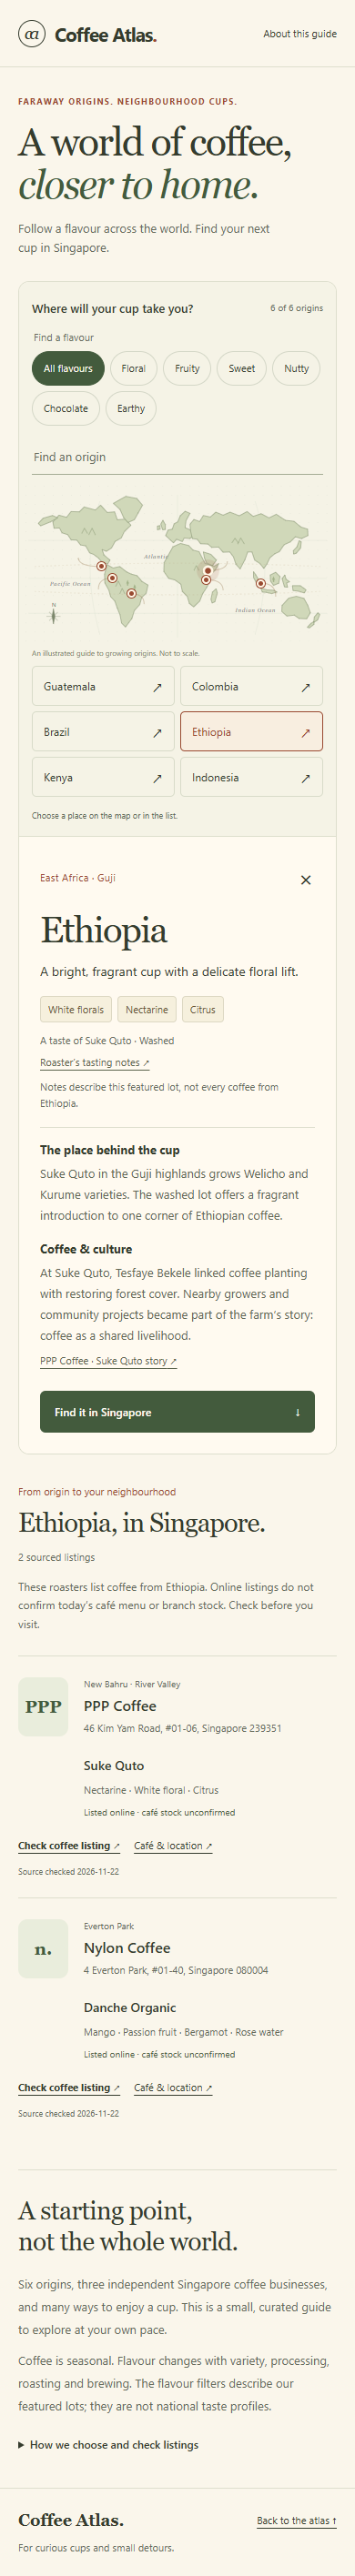 Coffee Atlas.
About this guide
FARAWAY ORIGINS. NEIGHBOURHOOD CUPS.
A world of coffee,
closer to home.
Follow a flavour across the world. Find your next
cup in Singapore.
Where will your cup take you?
6 of 6 origins
Find a flavour
All flavours
Floral
Fruity
Sweet
Nutty
Chocolate
Earthy
Find an origin
Atlantic
Pacific Ocean
N
Indian Ocean
An illustrated guide to growing origins. Not to scale.
Guatemala ↗
Colombia ↗
Brazil ↗
Ethiopia ↗
Kenya ↗
Indonesia ↗
Choose a place on the map or in the list.
East Africa · Guji
Ethiopia
A bright, fragrant cup with a delicate floral lift.
White florals
Nectarine
Citrus
A taste of Suke Quto · Washed
Roaster's tasting notes ↗
Notes describe this featured lot, not every coffee from
Ethiopia.
The place behind the cup
Suke Quto in the Guji highlands grows Welicho and
Kurume varieties. The washed lot offers a fragrant
introduction to one corner of Ethiopian coffee.
Coffee & culture
At Suke Quto, Tesfaye Bekele linked coffee planting
with restoring forest cover. Nearby growers and
community projects became part of the farm's story:
coffee as a shared livelihood.
PPP Coffee · Suke Quto story ↗
Find it in Singapore ↓
From origin to your neighbourhood
Ethiopia, in Singapore.
2 sourced listings
These roasters list coffee from Ethiopia. Online listings do not
confirm today's café menu or branch stock. Check before you
visit.
PPP
New Bahru · River Valley
PPP Coffee
46 Kim Yam Road, #01-06, Singapore 239351
Suke Quto
Nectarine · White floral · Citrus
Listed online · café stock unconfirmed
Check coffee listing ↗
Café & location ↗
Source checked 2026-11-22
n.
Everton Park
Nylon Coffee
4 Everton Park, #01-40, Singapore 080004
Danche Organic
Mango · Passion fruit · Bergamot · Rose water
Listed online · café stock unconfirmed
Check coffee listing ↗
Café & location ↗
Source checked 2026-11-22
A starting point,
not the whole world.
Six origins, three independent Singapore coffee businesses,
and many ways to enjoy a cup. This is a small, curated guide
to explore at your own pace.
Coffee is seasonal. Flavour changes with variety, processing,
roasting and brewing. The flavour filters describe our
featured lots; they are not national taste profiles.
▶ How we choose and check listings
Coffee Atlas.
Back to the atlas ↑
For curious cups and small detours.